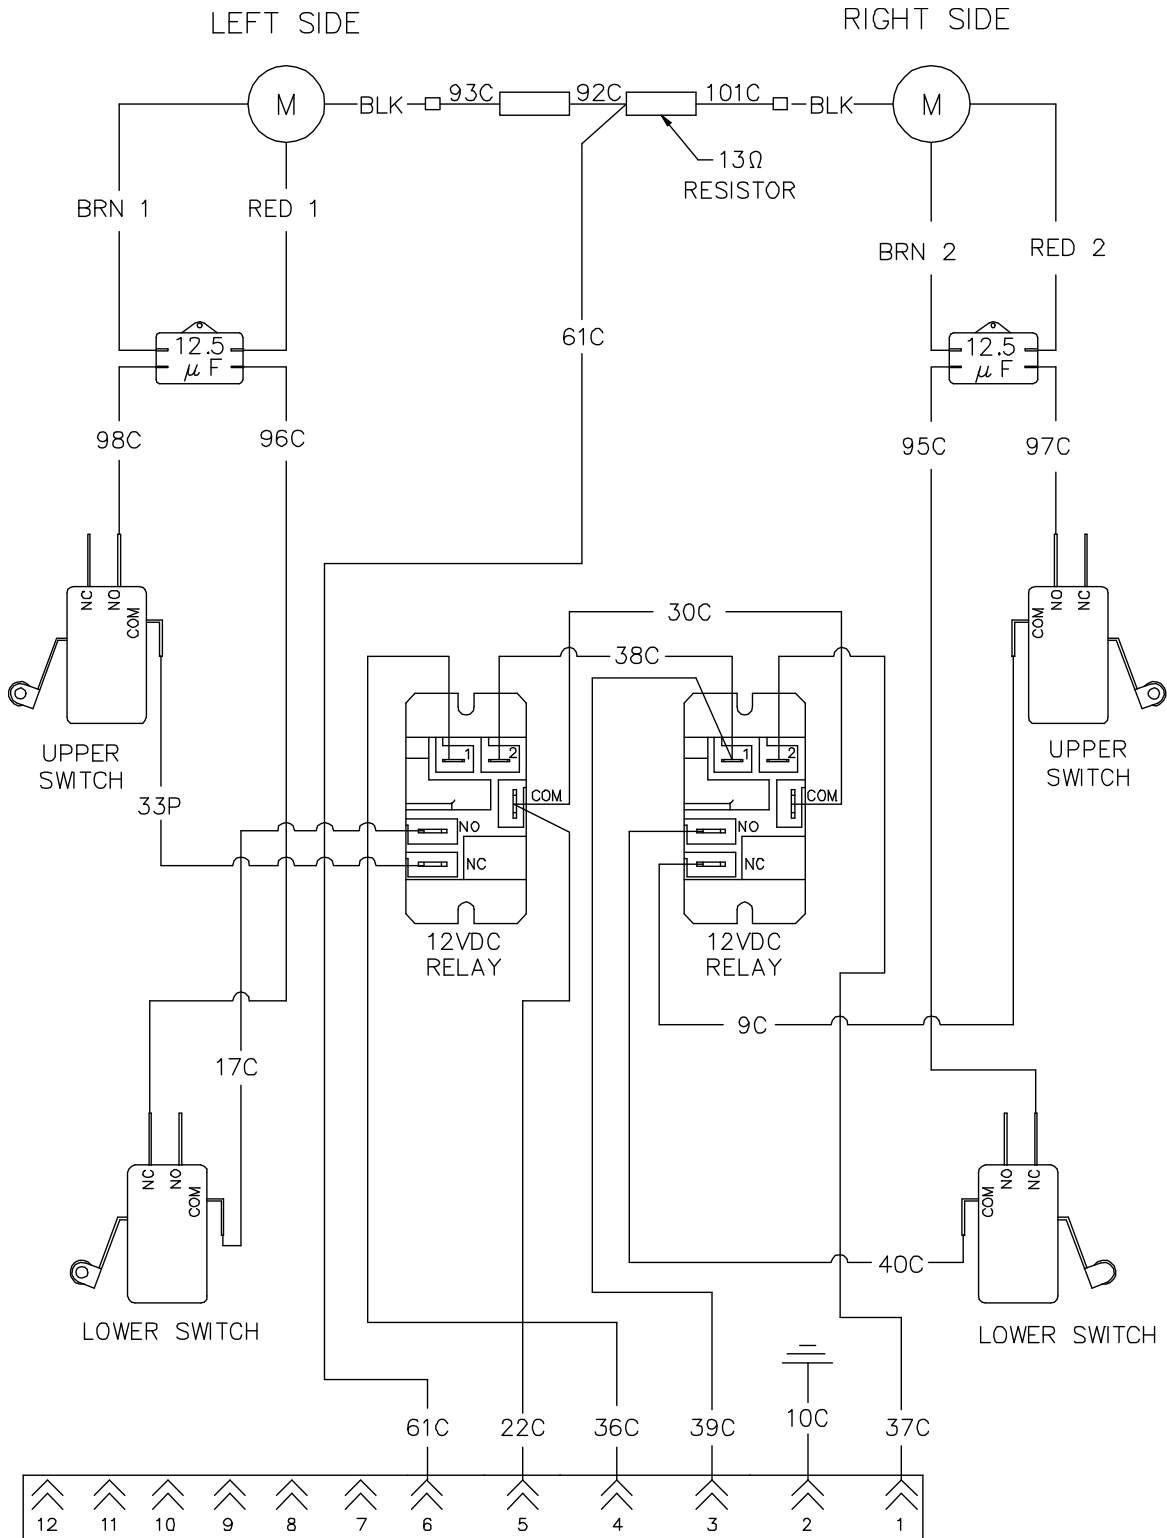 LEFT SIDE
RIGHT SIDE
M
BLK
93C
92C
101C
BLK
M
13Ω
RESISTOR
BRN 1
RED 1
BRN 2
RED 2
12.5
μ F
61C
12.5
μ F
98C
96C
95C
97C
NC
NO
COM
UPPER
SWITCH
NO
NC
COM
UPPER
SWITCH
30C
38C
33P
1
2
COM
NO
NC
12VDC
RELAY
1
2
COM
NO
NC
12VDC
RELAY
9C
17C
NC
NO
COM
LOWER SWITCH
NO
NC
COM
LOWER SWITCH
40C
61C
22C
36C
39C
10C
37C
12
11
10
9
8
7
6
5
4
3
2
1